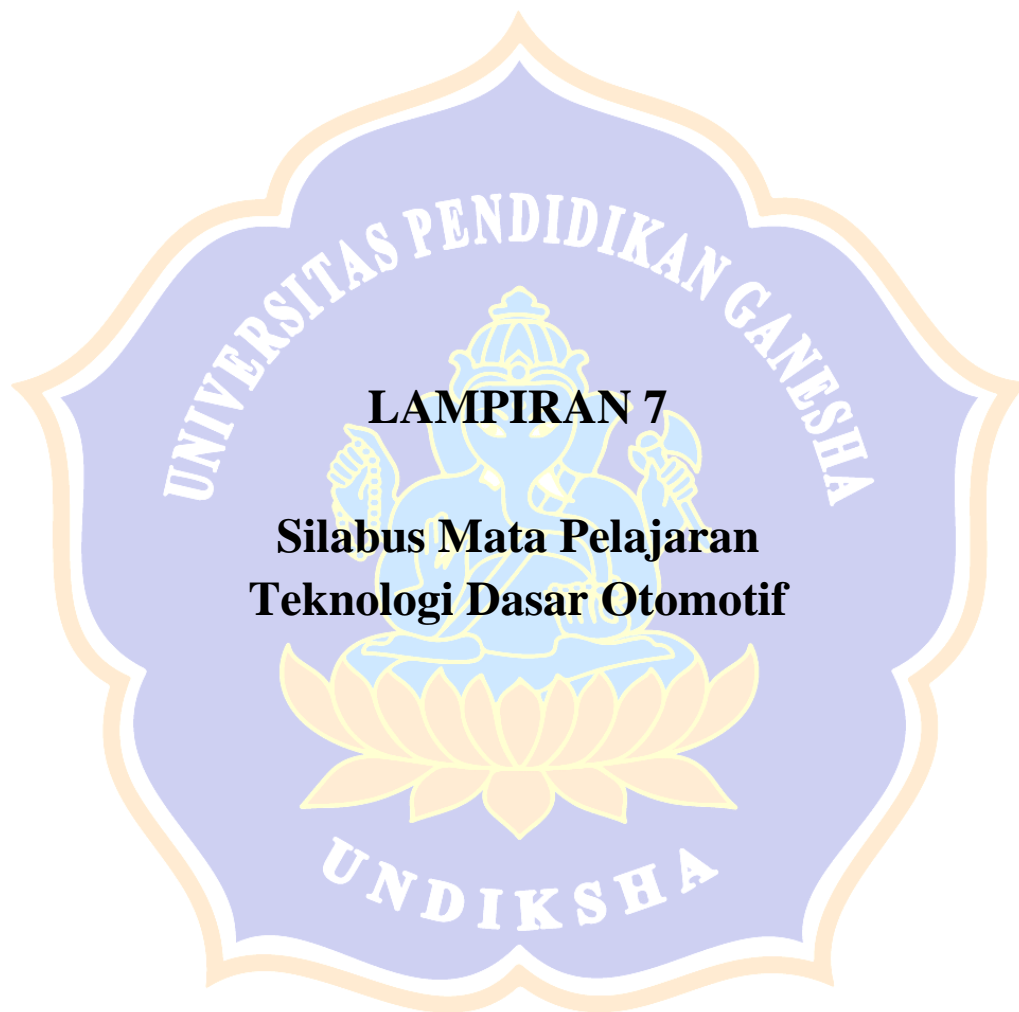 UNIVERSITAS PENDIDIKAN GANESHA
LAMPIRAN 7
Silabus Mata Pelajaran
Teknologi Dasar Otomotif
UNDIKSHA